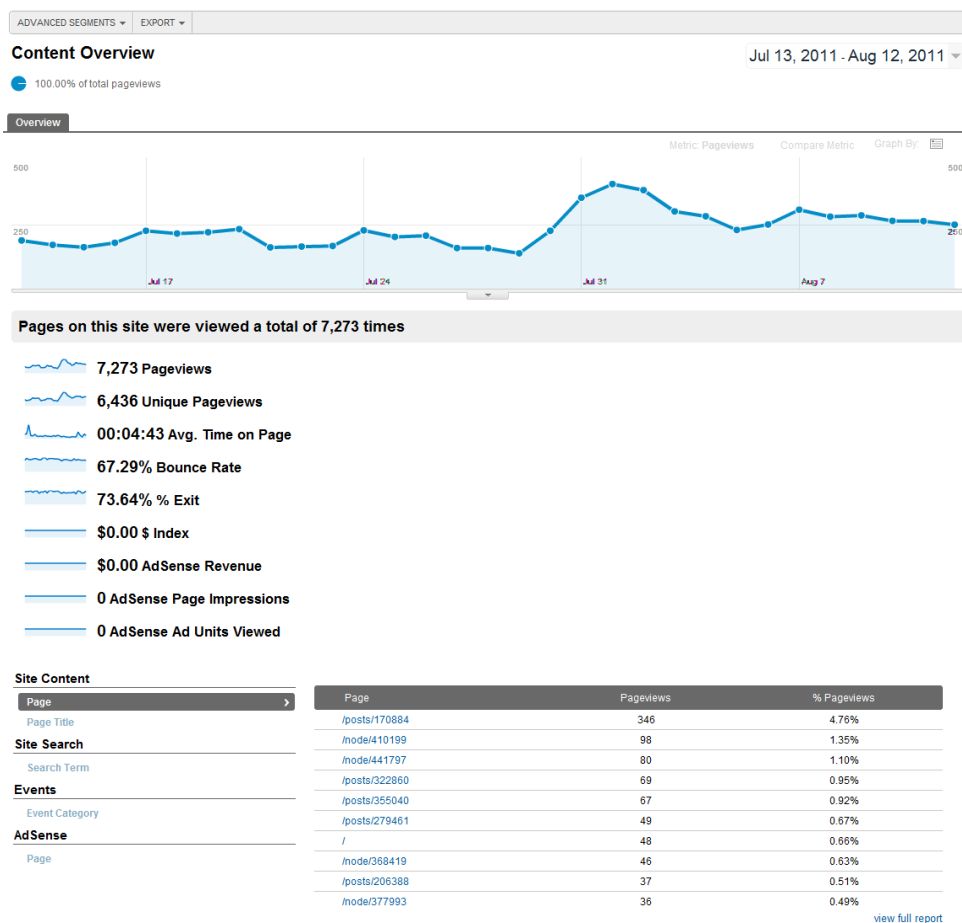 ADVANCED SEGMENTS EXPORT
Content Overview
Jul 13, 2011 - Aug 12, 2011
100.00% of total pageviews
Overview
Metric: Pageviews Compare Metric Graph By:
500 500
250 250
Jul 17 Jul 24 Jul 31 Aug 7
Pages on this site were viewed a total of 7,273 times
7,273 Pageviews
6,436 Unique Pageviews
00:04:43 Avg. Time on Page
67.29% Bounce Rate
73.64% % Exit
$0.00 $ Index
$0.00 AdSense Revenue
0 AdSense Page Impressions
0 AdSense Ad Units Viewed
Site Content
Page
Page Title
Site Search
Search Term
Events
Event Category
AdSense
Page
Page Pageviews % Pageviews
/posts/170884 346 4.76%
/node/410199 98 1.35%
/node/441797 80 1.10%
/posts/322860 69 0.95%
/posts/355040 67 0.92%
/posts/279461 49 0.67%
/ 48 0.66%
/node/368419 46 0.63%
/posts/206388 37 0.51%
/node/377993 36 0.49%
view full report